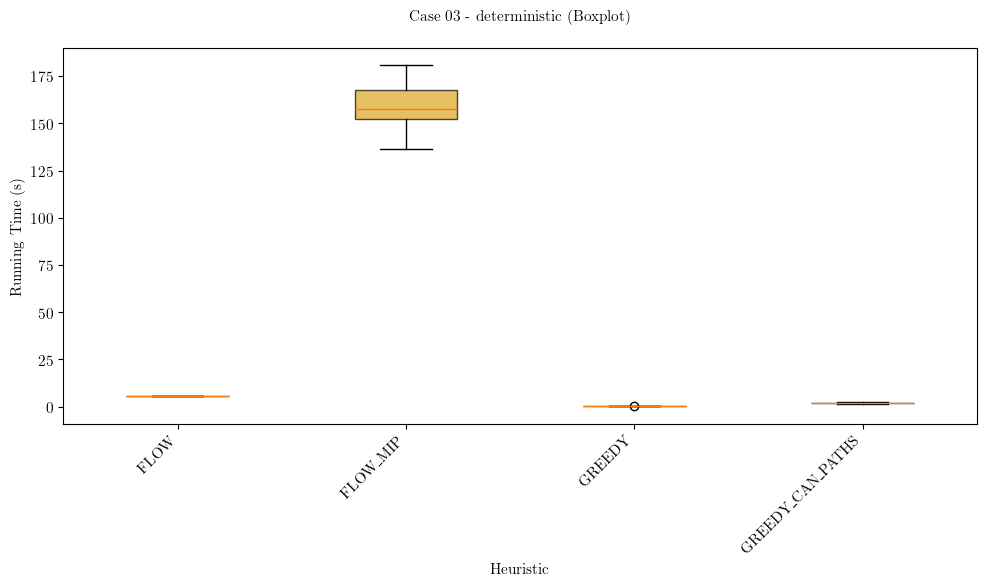 Case 03 - deterministic (Boxplot)
Running Time (s)
175
150
125
100
75
50
25
0
FLOW
FLOW_MIP
GREEDY
GREEDY_CAN_PATHS
Heuristic